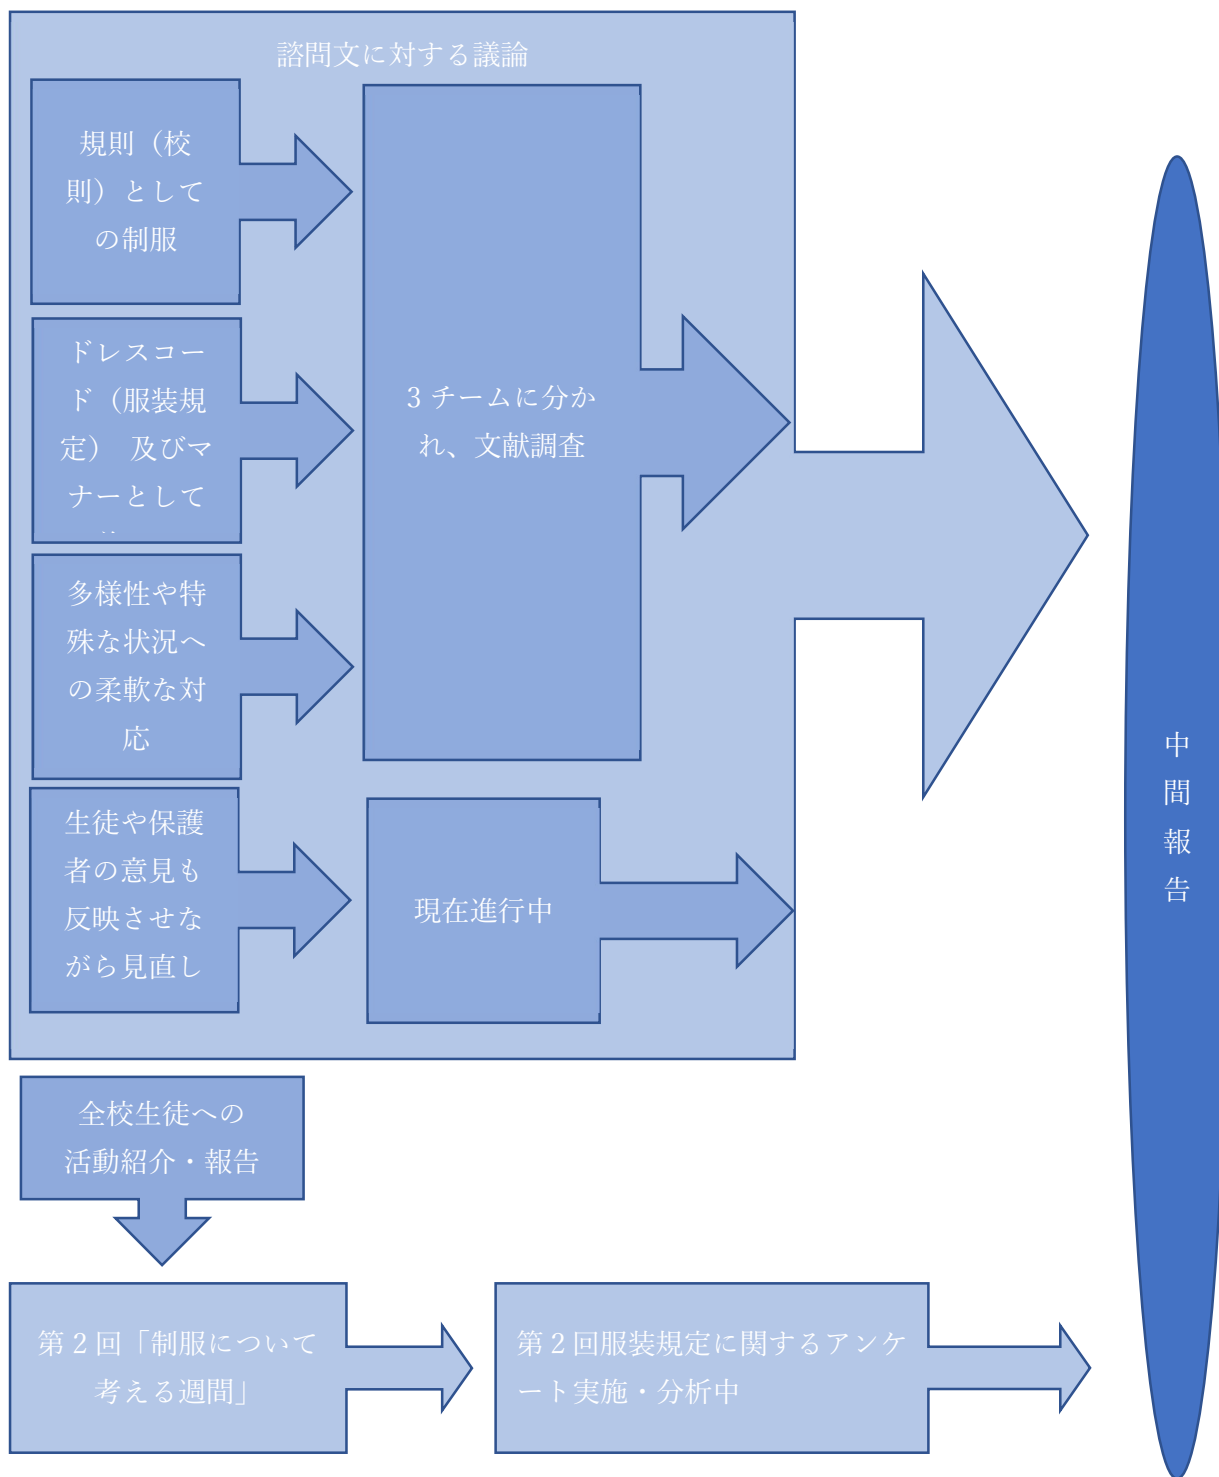 諮問文に対する議論
規則（校
則）として
の制服
ドレスコー
ド（服装規
定）　及びマ
ナーとして
多様性や特
殊な状況へ
の柔軟な対
応
生徒や保護
者の意見も
反映させな
がら見直し
3 チームに分か
れ、文献調査
現在進行中
中
間
報
告
全校生徒への
活動紹介・報告
第 2 回「制服について
考える週間」
第 2 回服装規定に関するアンケ
ート実施・分析中